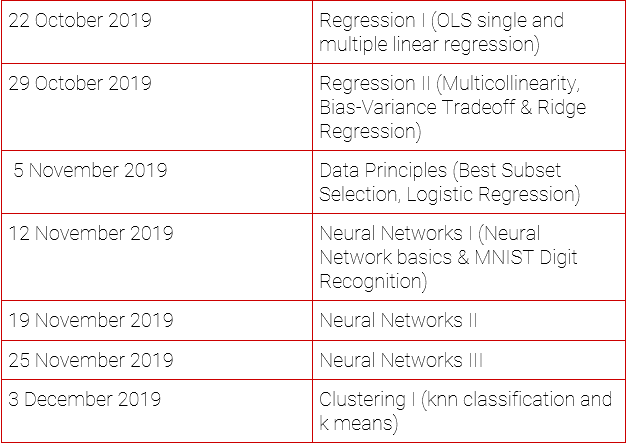 22 October 2019
Regression I (OLS single and
multiple linear regression)
29 October 2019
Regression II (Multicollinearity,
Bias-Variance Tradeoff & Ridge
Regression)
5 November 2019
Data Principles (Best Subset
Selection, Logistic Regression)
12 November 2019
Neural Networks I (Neural
Network basics & MNIST Digit
Recognition)
19 November 2019
Neural Networks II
25 November 2019
Neural Networks III
3 December 2019
Clustering I (knn classification and
k means)